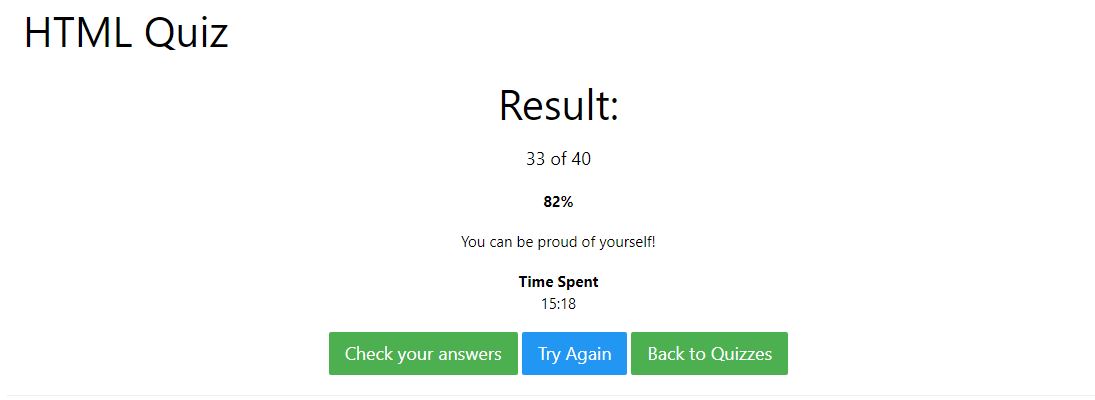 HTML Quiz
Result:
33 of 40
82%
You can be proud of yourself!
Time Spent
15:18
Check your answers Try Again Back to Quizzes